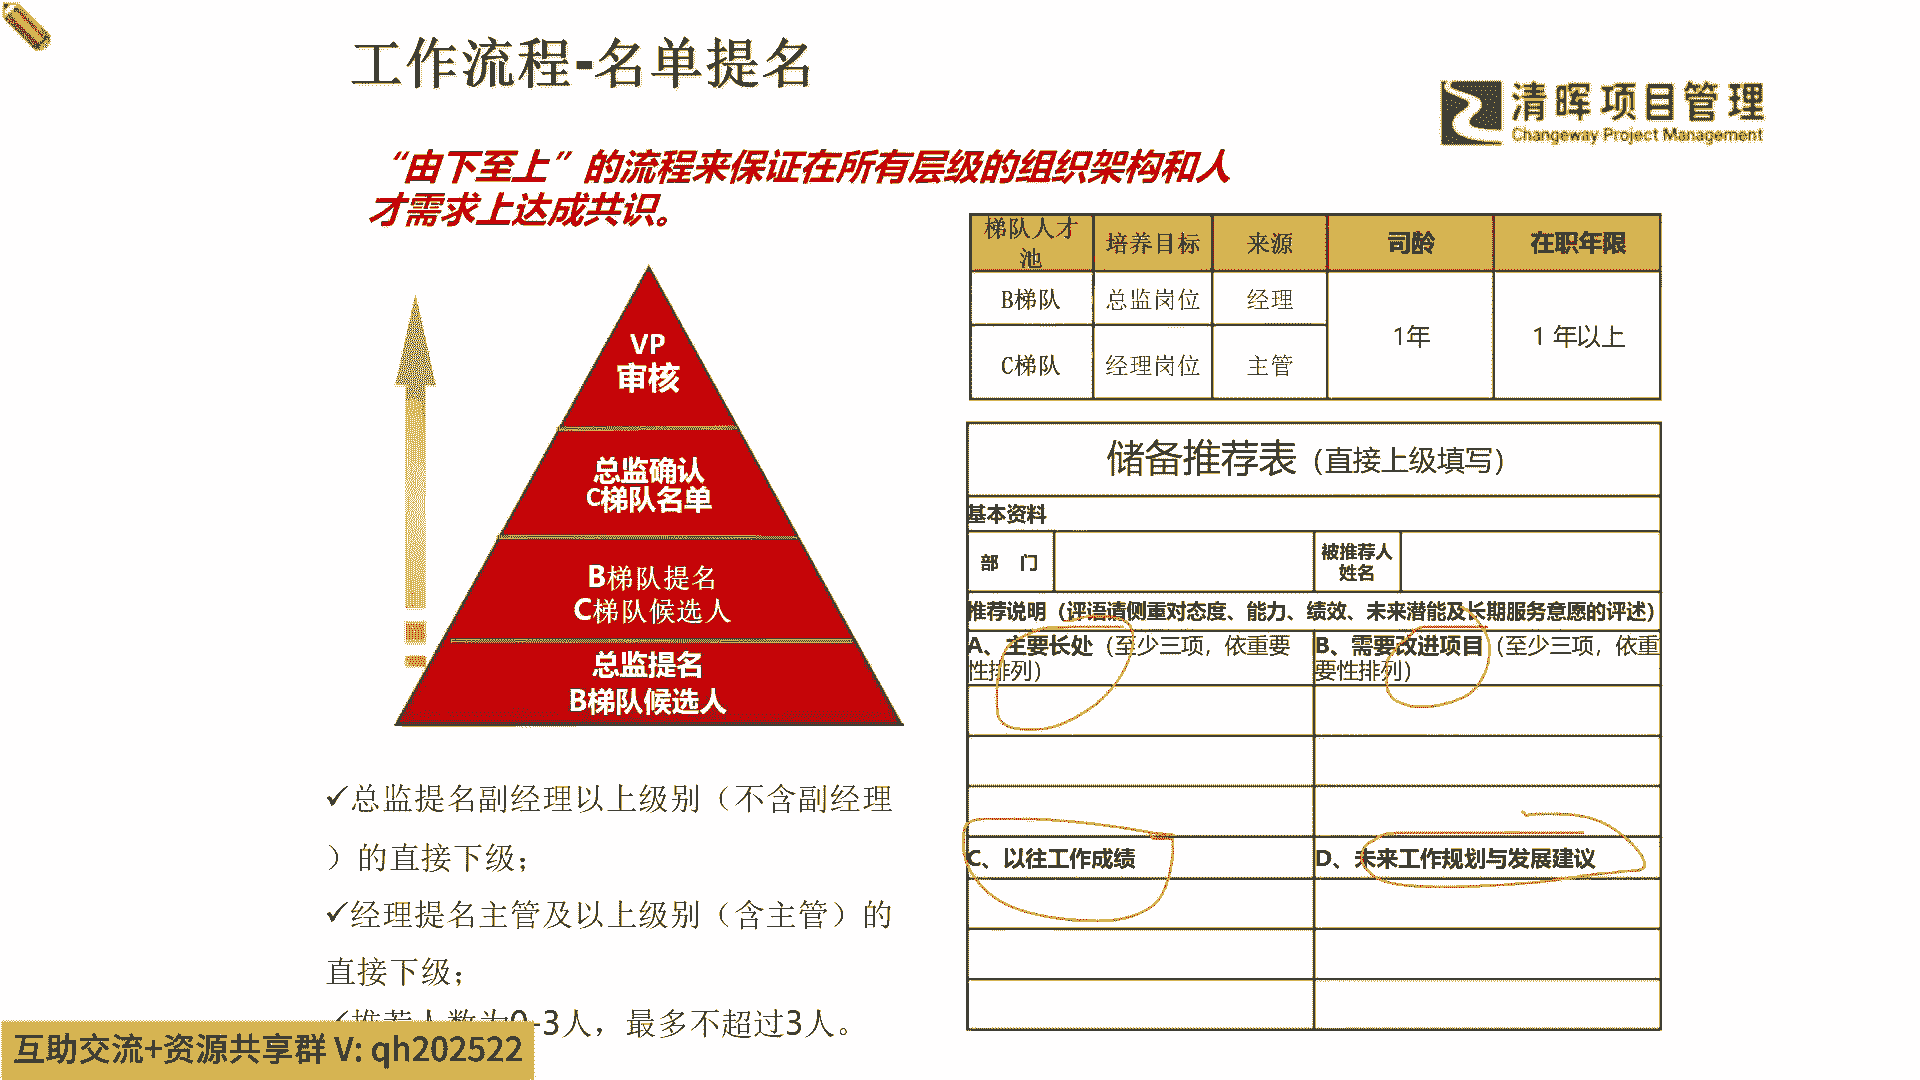 工作流程-名单提名
清晖项目管理
Changeway Project Management
“由下至上”的流程来保证在所有层级的组织架构和人
才需求上达成共识。
VP
审核
总监确认
C梯队名单
B梯队提名
C梯队候选人
总监提名
B梯队候选人
✓总监提名副经理以上级别（不含副经理
）的直接下级；
✓经理提名主管及以上级别（含主管）的
直接下级；
✓推荐人数为0-3人，最多不超过3人。
梯队人才
池
培养目标
来源
司龄
在职年限
B梯队
总监岗位
经理
1年
1 年以上
C梯队
经理岗位
主管
储备推荐表（直接上级填写）
基本资料
部 门
被推荐人
姓名
推荐说明（评语请侧重对态度、能力、绩效、未来潜能及长期服务意愿的评述）
A、主要长处（至少三项，依重要
性排列）
B、需要改进项目（至少三项，依重
要性排列）
C、以往工作成绩
D、未来工作规划与发展建议
互助交流+资源共享群 V: qh202522